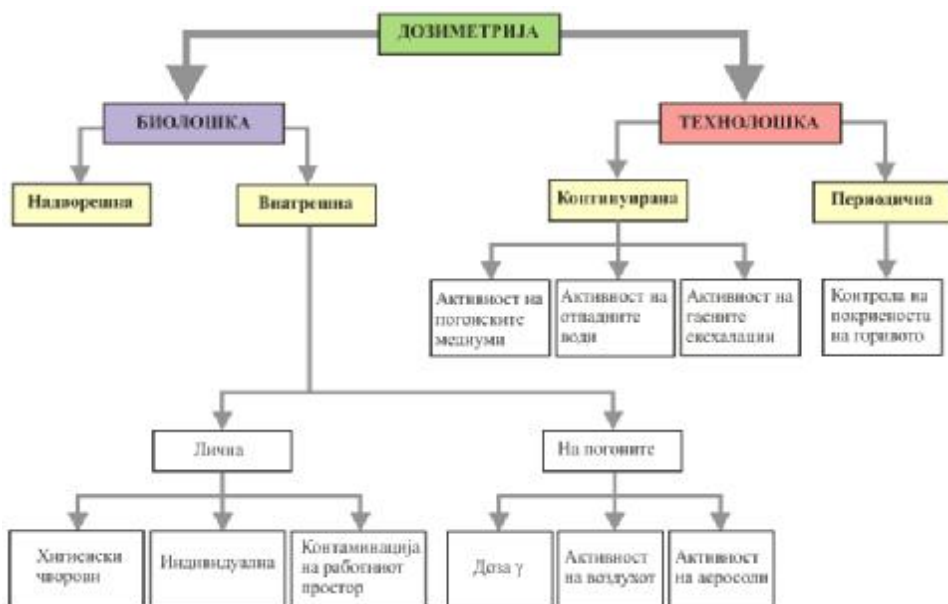 ДОЗИМЕТРИЈА
БИОЛОШКА
ТЕХНОЛОШКА
Надворешна
Внатрешна
Континуирана
Периодична
Активност на
погонските
медиуми
Активност на
отпадните
води
Активност на
гасните
ексхалации
Контрола на
покриеноста
на горивото
Лична
На погоните
Хигиенски
чворови
Индивидуална
Контаминација
на работниот
простор
Доза γ
Активност
на воздухот
Активност
на аеросоли